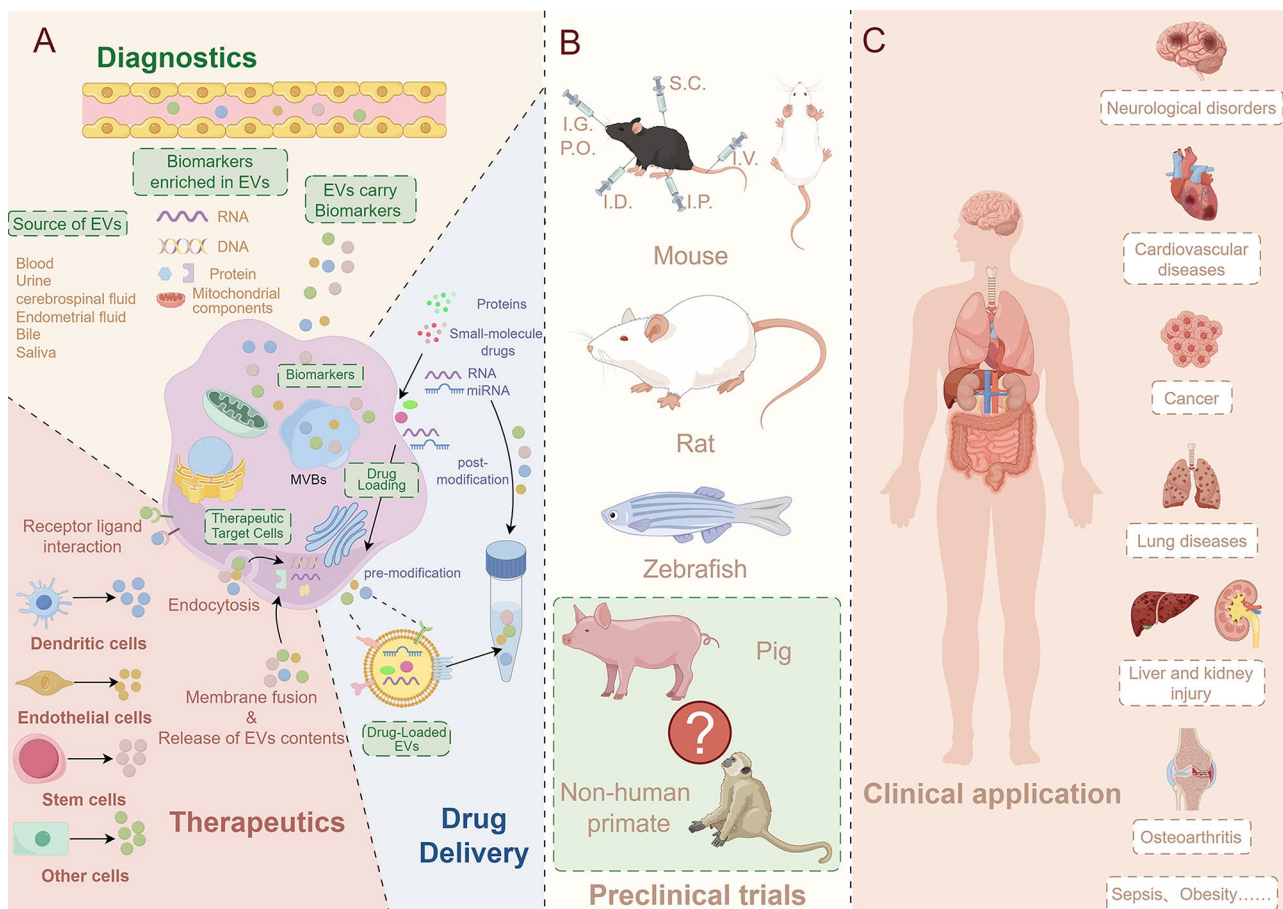 A
Diagnostics
Biomarkers
enriched in EVs
EVs carry
Biomarkers
Source of EVs
RNA
DNA
Protein
Mitochondrial
components
Blood
Urine
cerebrospinal fluid
Endometrial fluid
Bile
Saliva
Proteins
Small-molecule
drugs
RNA
miRNA
Biomarkers
MVBs
Drug
Loading
post-
modification
Therapeutic
Target Cells
Receptor ligand
interaction
pre-modification
Endocytosis
Dendritic cells
Endothelial cells
Membrane fusion
&
Release of EVs contents
Drug-Loaded
EVs
Stem cells
Other cells
Therapeutics
Drug
Delivery
B
S.C.
I.G.
P.O.
I.V.
I.D.
I.P.
Mouse
Rat
Zebrafish
Pig
?
Non-human
primate
Preclinical trials
C
Neurological disorders
Cardiovascular
diseases
Cancer
Lung diseases
Liver and kidney
injury
Clinical application
Osteoarthritis
Sepsis、Obesity……